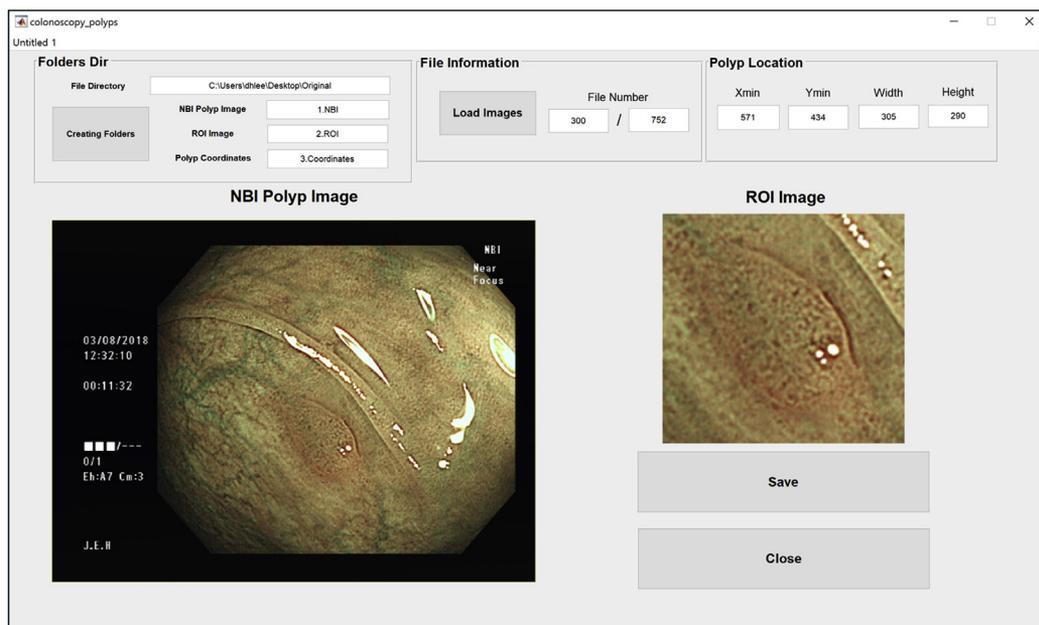 colonoscopy_polyps
Untitled 1
Folders Dir
File Directory
C:\Users\dhlee\Desktop\Original
Creating Folders
NBI Polyp Image
1.NBI
ROI Image
2.ROI
Polyp Coordinates
3.Coordinates
File Information
Load Images
File Number
300 / 752
Polyp Location
Xmin Ymin Width Height
571 434 305 290
NBI Polyp Image
NBI
Near
Focus
03/08/2018
12:32:10
00:11:32
■■■/---
0/1
Eh:A7 Cm:3
J.E.H
ROI Image
Save
Close